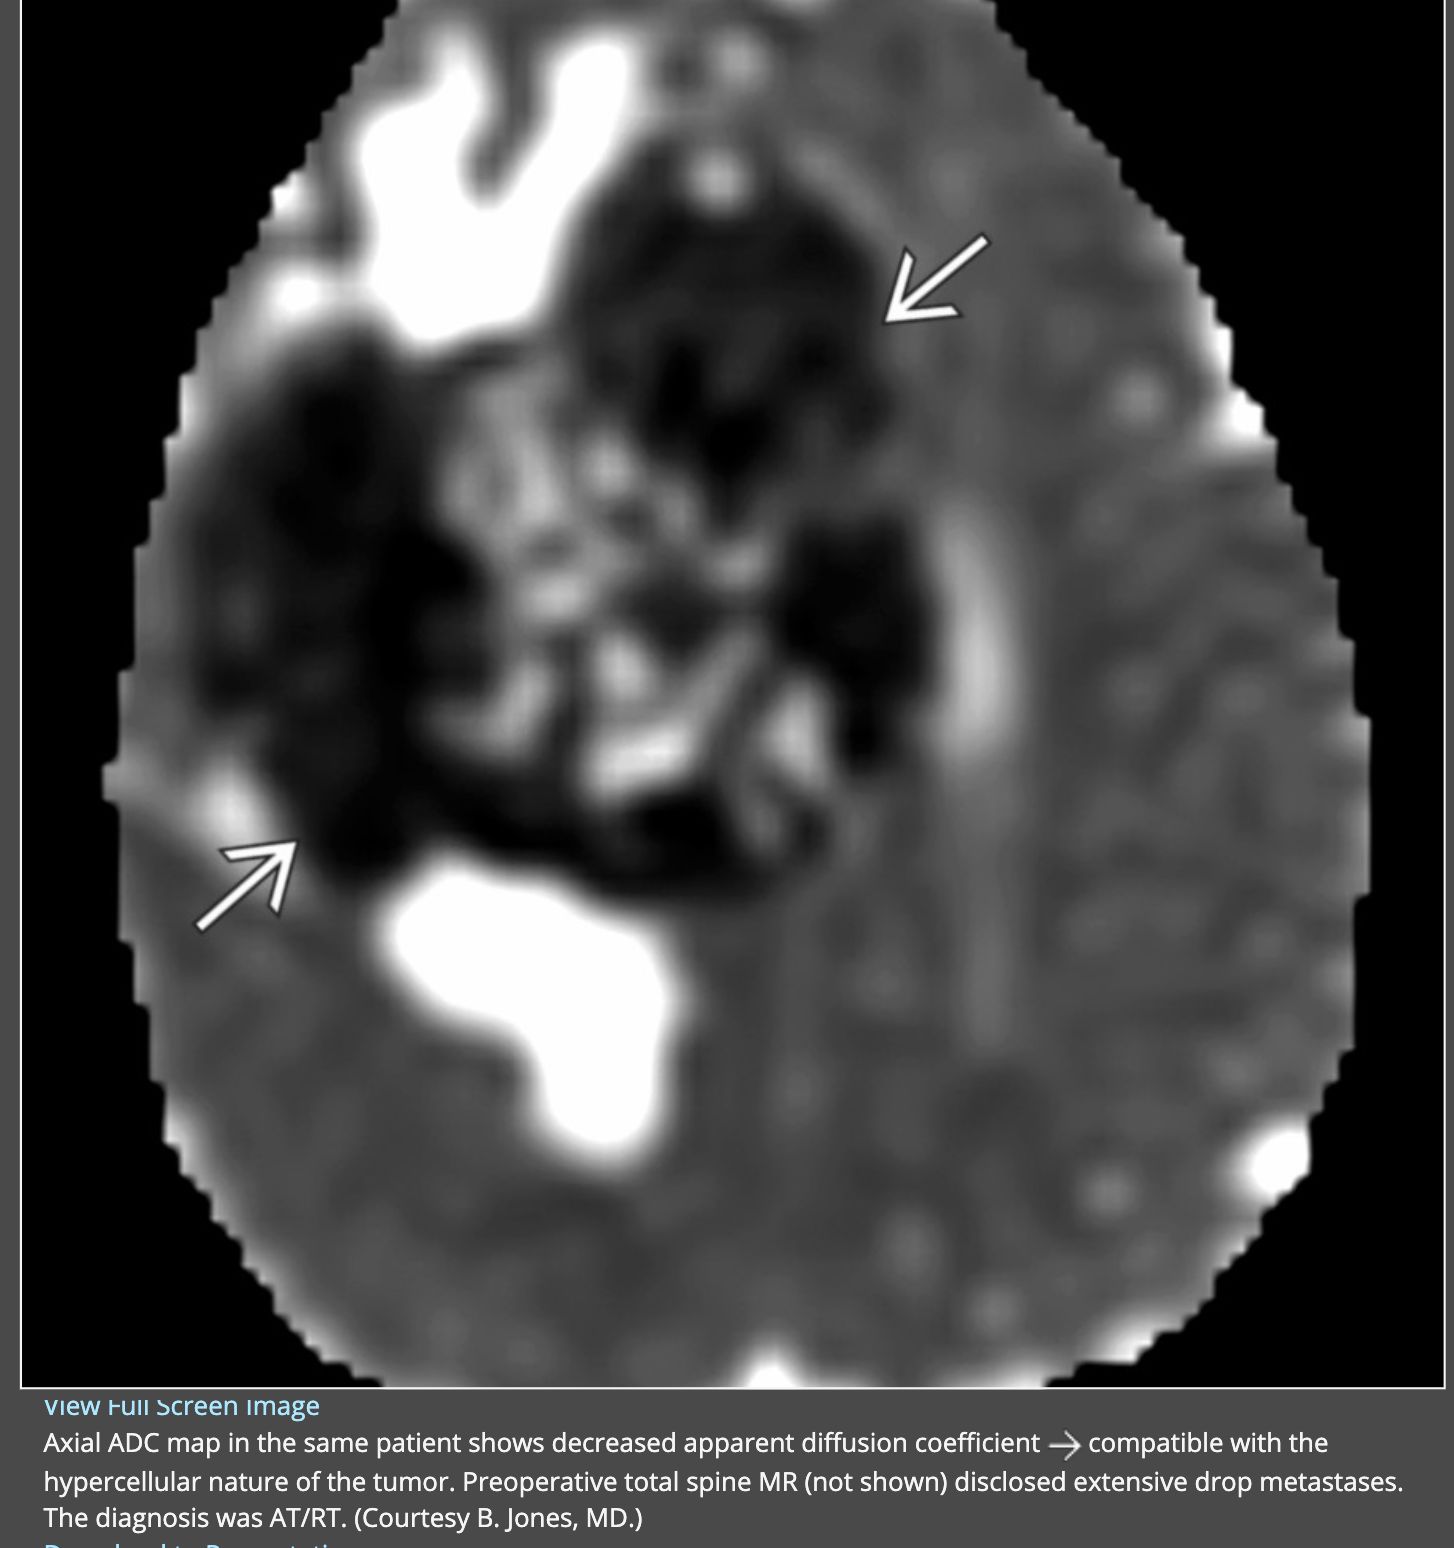 View Full Screen Image
Axial ADC map in the same patient shows decreased apparent diffusion coefficient → compatible with the
hypercellular nature of the tumor. Preoperative total spine MR (not shown) disclosed extensive drop metastases.
The diagnosis was AT/RT. (Courtesy B. Jones, MD.)